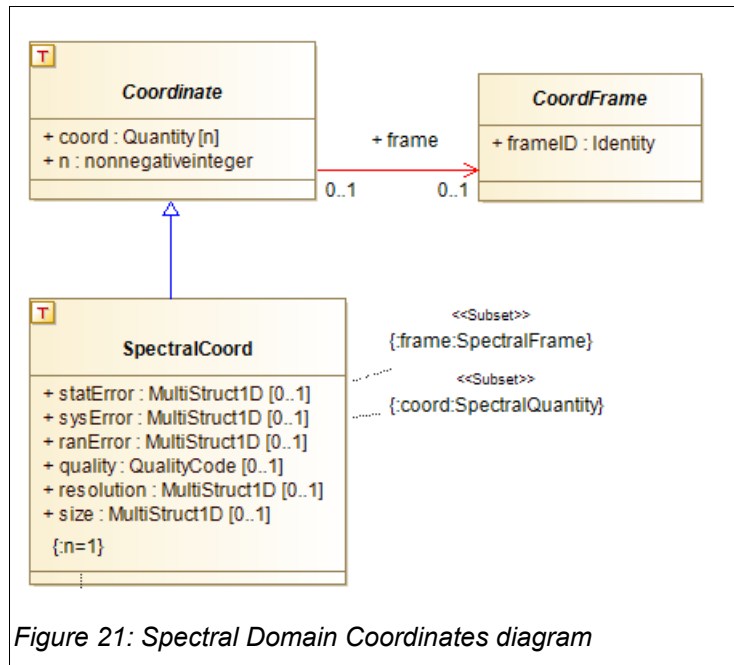 T
Coordinate
+ coord : Quantity [n]
+ n : nonnegativeinteger
+ frame
0..1
0..1
CoordFrame
+ frameID : Identity
T
SpectralCoord
+ statError : MultiStruct1D [0..1]
+ sysError : MultiStruct1D [0..1]
+ ranError : MultiStruct1D [0..1]
+ quality : QualityCode [0..1]
+ resolution : MultiStruct1D [0..1]
+ size : MultiStruct1D [0..1]
{:n=1}
<<Subset>>
{:frame:SpectralFrame}
<<Subset>>
{:coord:SpectralQuantity}
Figure 21: Spectral Domain Coordinates diagram